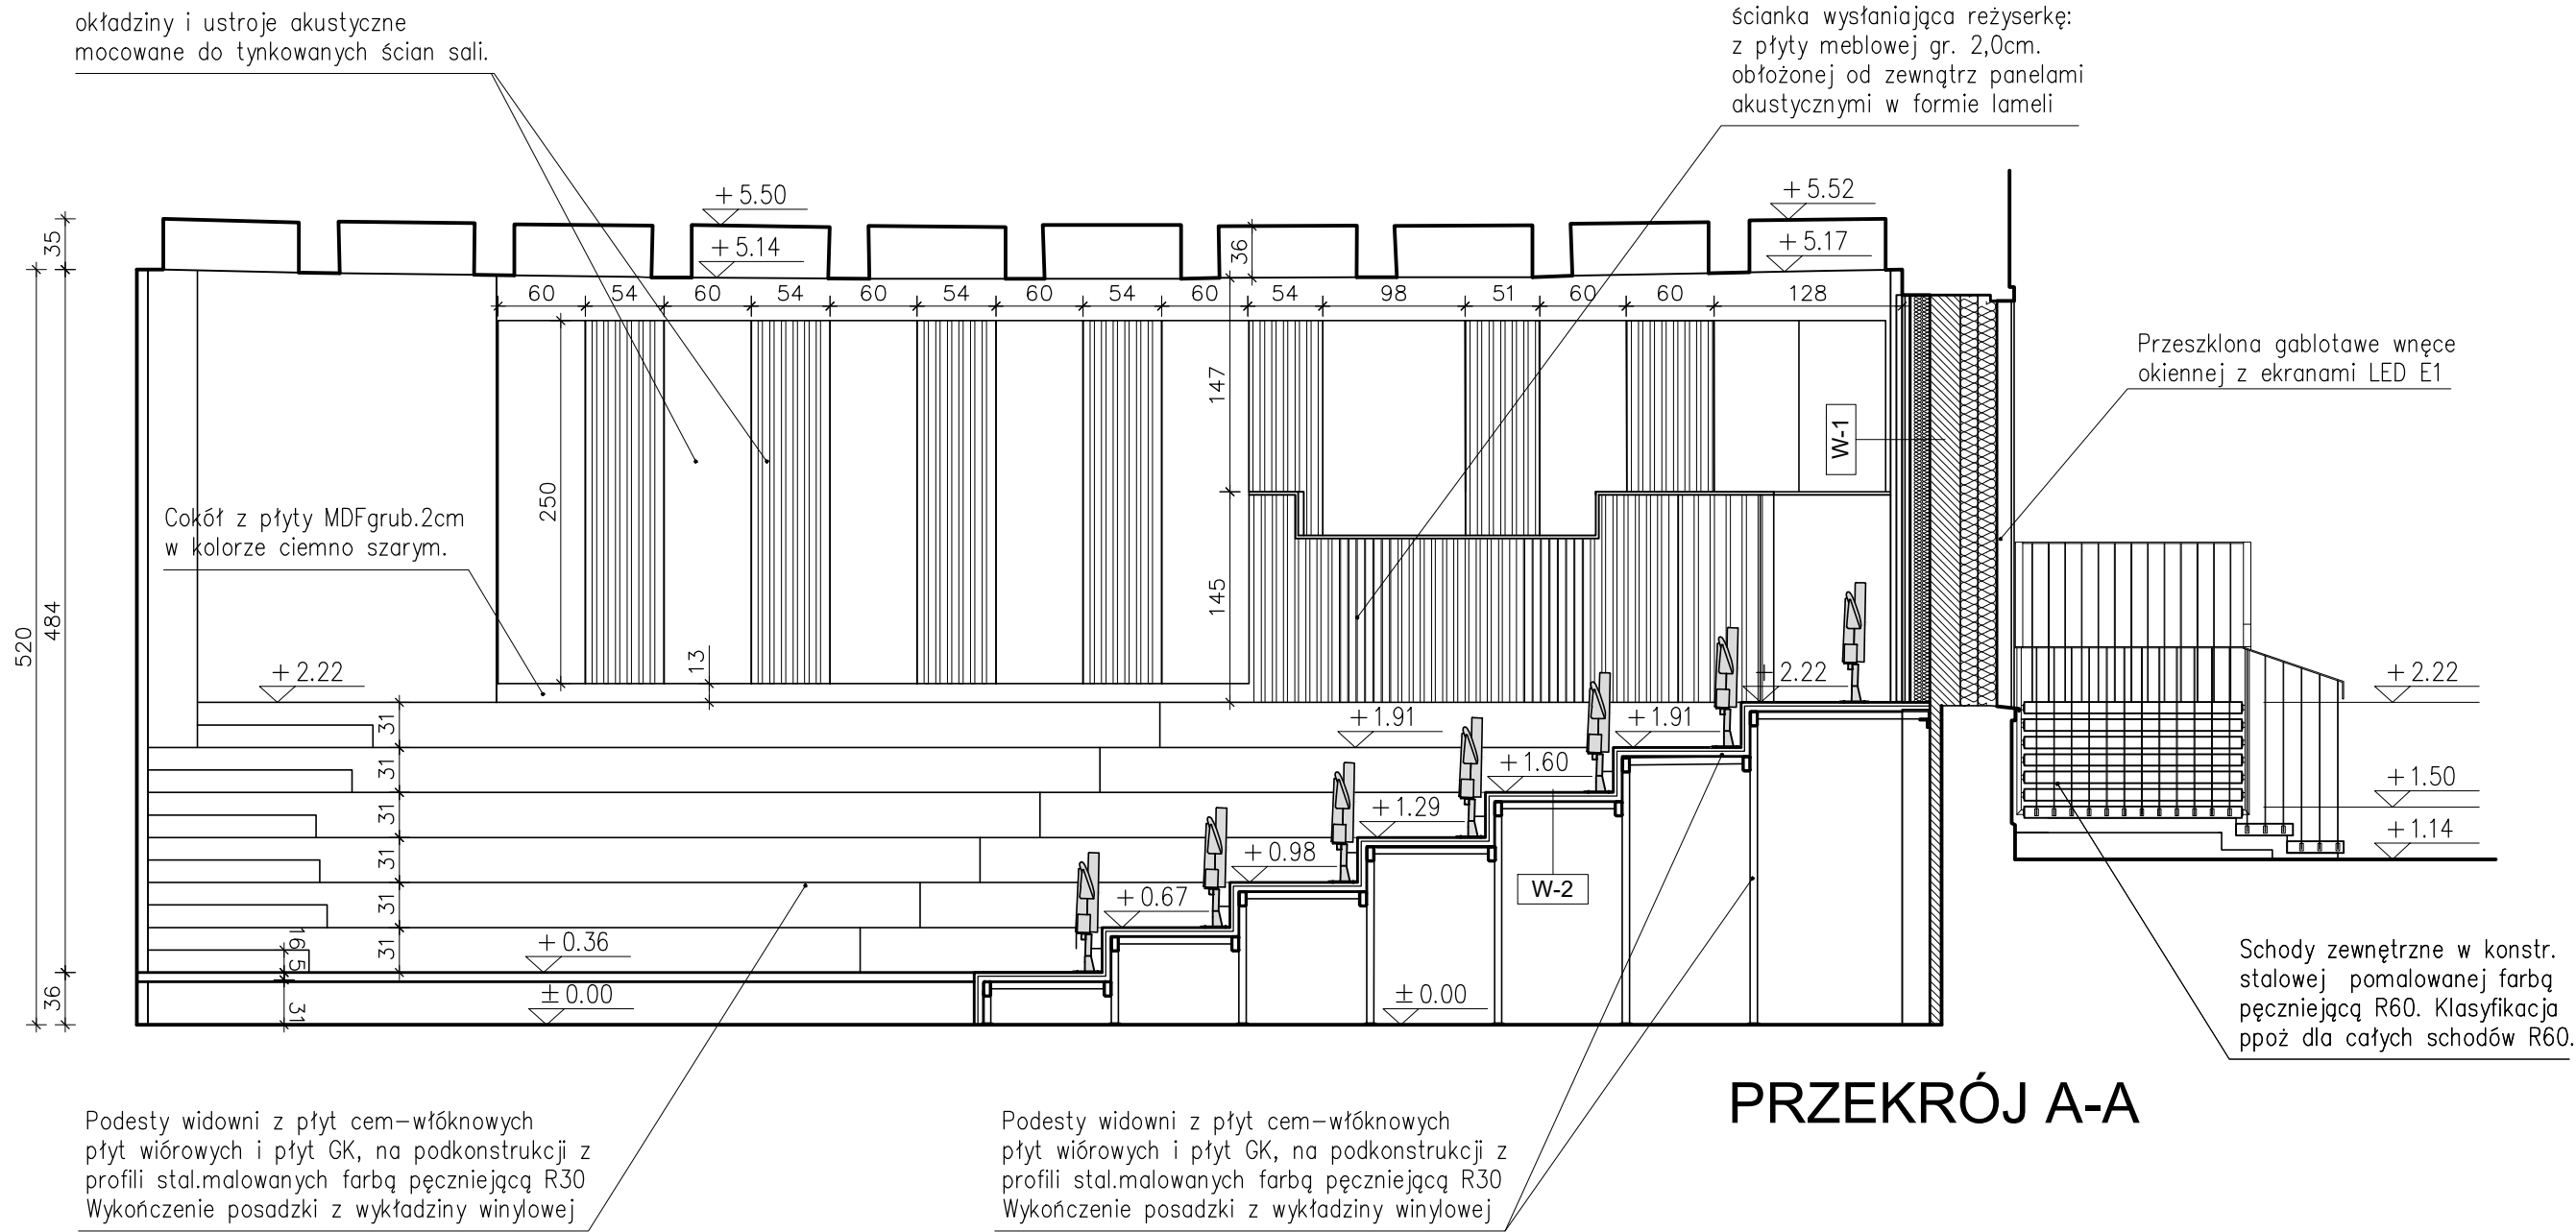 okładziny i ustroje akustyczne
mocowane do tynkowanych ścian sali.
ścianka wysłaniająca reżyserkę:
z płyty meblowej gr. 2,0cm.
obłożonej od zewnątrz panelami
akustycznymi w formie lameli
+5.50
+5.52
+5.14
+5.17
35
36
60 54 60 54 60 54 60 54 60 54 98 51 60 60 128
Przeszklona gablotawe wnęce
okiennej z ekranami LED E1
147
W-1
250
Cokół z płyty MDFgrub.2cm
w kolorze ciemno szarym.
145
520
484
13
+2.22
+2.22
+2.22
31
+1.91
+1.91
31
+1.60
+1.50
31
+1.29
+1.14
31
+0.98
W-2
31
+0.67
31
16
5
+0.36
36
31
±0.00
±0.00
Schody zewnętrzne w konstr.
stalowej pomalowanej farbą
pęczniejącą R60. Klasyfikacja
ppoż dla całych schodów R60.
PRZEKRÓJ A-A
Podesty widowni z płyt cem-włóknowych
płyt wiórowych i płyt GK, na podkonstrukcji z
profili stal.malowanych farbą pęczniejącą R30
Wykończenie posadzki z wykładziny winylowej
Podesty widowni z płyt cem-włóknowych
płyt wiórowych i płyt GK, na podkonstrukcji z
profili stal.malowanych farbą pęczniejącą R30
Wykończenie posadzki z wykładziny winylowej